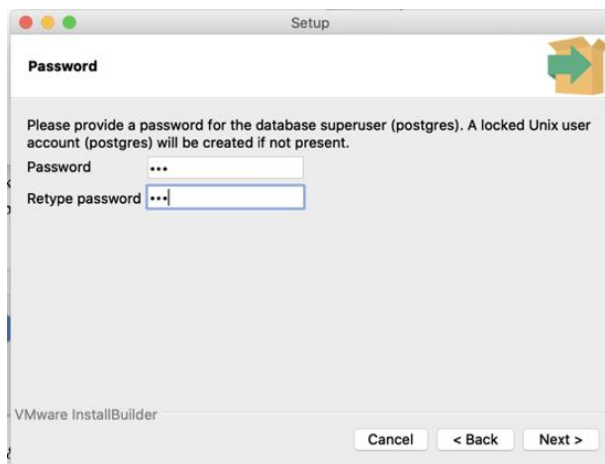 Setup
Password
Please provide a password for the database superuser (postgres). A locked Unix user
account (postgres) will be created if not present.
Password •••
Retype password •••
VMware InstallBuilder
Cancel < Back Next >